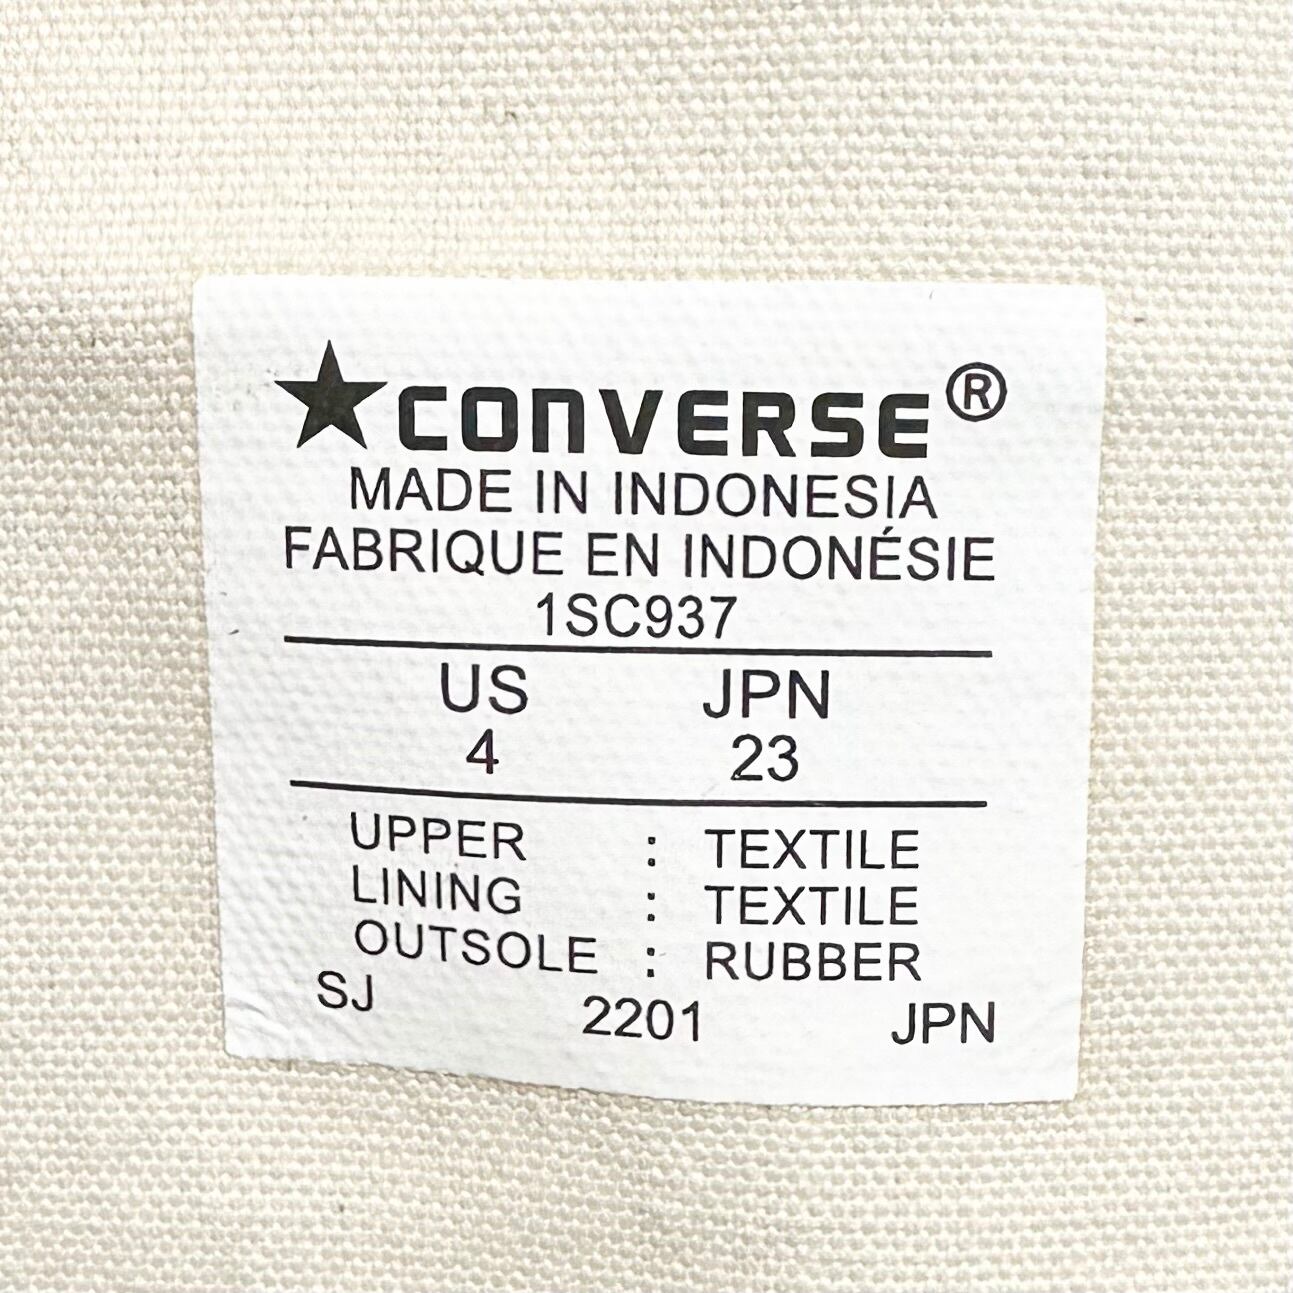 CONVERSE®
MADE IN INDONESIA
FABRIQUE EN INDONÉSIE
1SC937
US JPN
4 23
UPPER : TEXTILE
LINING : TEXTILE
OUTSOLE : RUBBER
SJ 2201 JPN